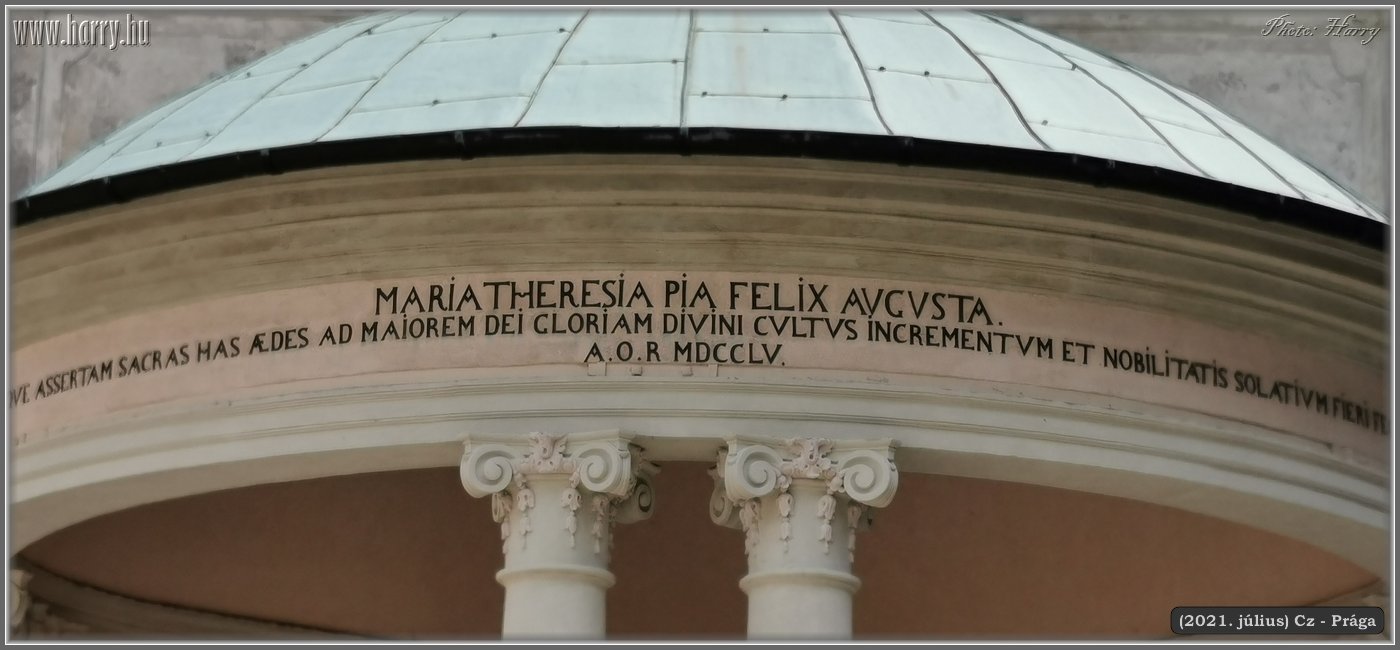 www.harry.hu
Photo: Harry
MARIA THERESIA PIA FELIX AVGVSTA.
ASSERTAM SACRAS HAS ÆDES AD MAIOREM DEI GLORIAM DIVINI CVLTVS INCREMENTVM ET NOBILITATIS SOLATIVM FIERI
A.O.R MDCCLV.
(2021. július) Cz - Prága